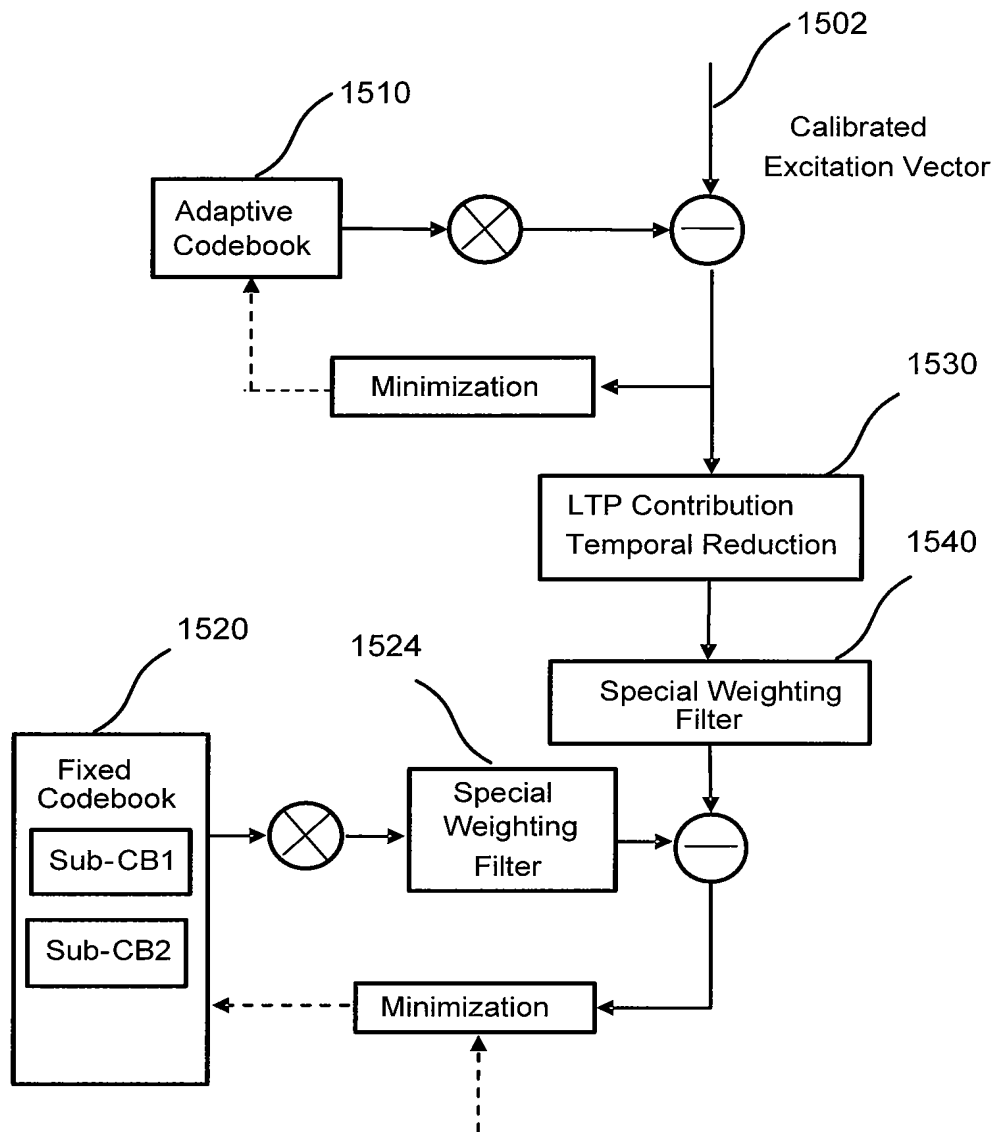 1502
1510
Calibrated
Excitation Vector
Adaptive
Codebook
Minimization
1530
LTP Contribution
Temporal Reduction
1540
1520
1524
Special Weighting
Filter
Fixed
Codebook
Special
Weighting
Filter
Sub-CB1
Sub-CB2
Minimization